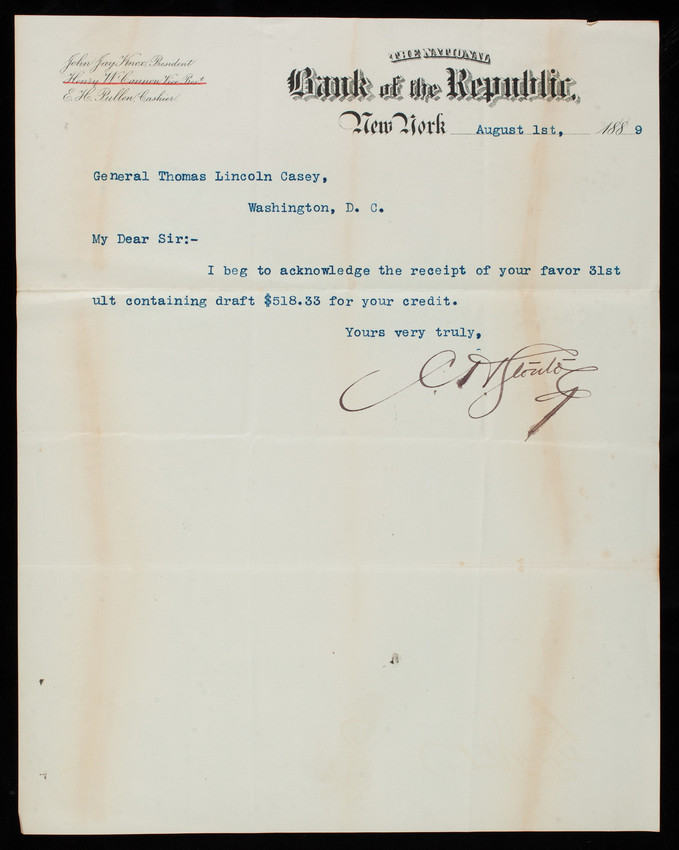 John Jay Knox, President
Henry W. Cannon, Vice Prest
E. H. Pullen, Cashier
THE NATIONAL
Bank of the Republic,
New York August 1st, 1889
General Thomas Lincoln Casey,
Washington, D. C.
My Dear Sir:-
I beg to acknowledge the receipt of your favor 31st
ult containing draft $518.33 for your credit.
Yours very truly,